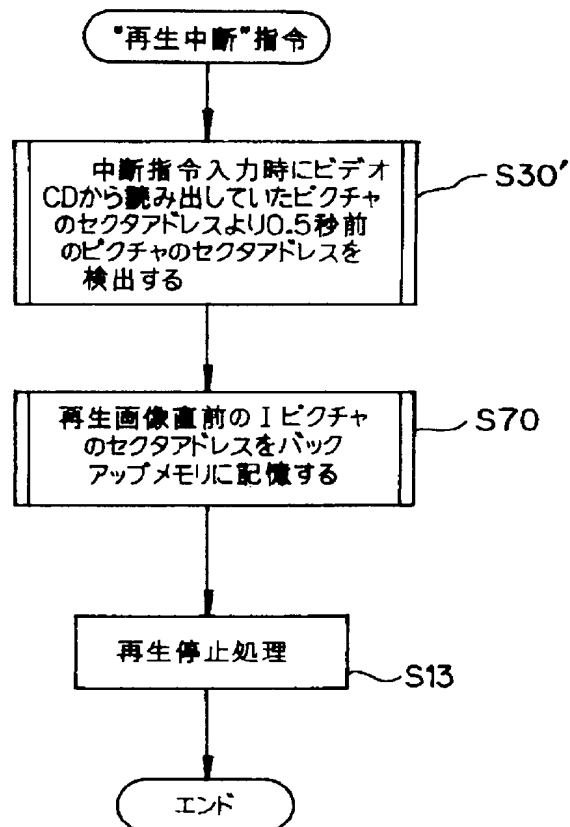 "再生中断"指令
中断指令入力時にビデオ
CDから読み出していたピクチャ
のセクタアドレスより0.5秒前
のピクチャのセクタアドレスを
検出する
S30'
再生画像直前のIピクチャ
のセクタアドレスをバック
アップメモリに記憶する
S70
再生停止処理
S13
エンド